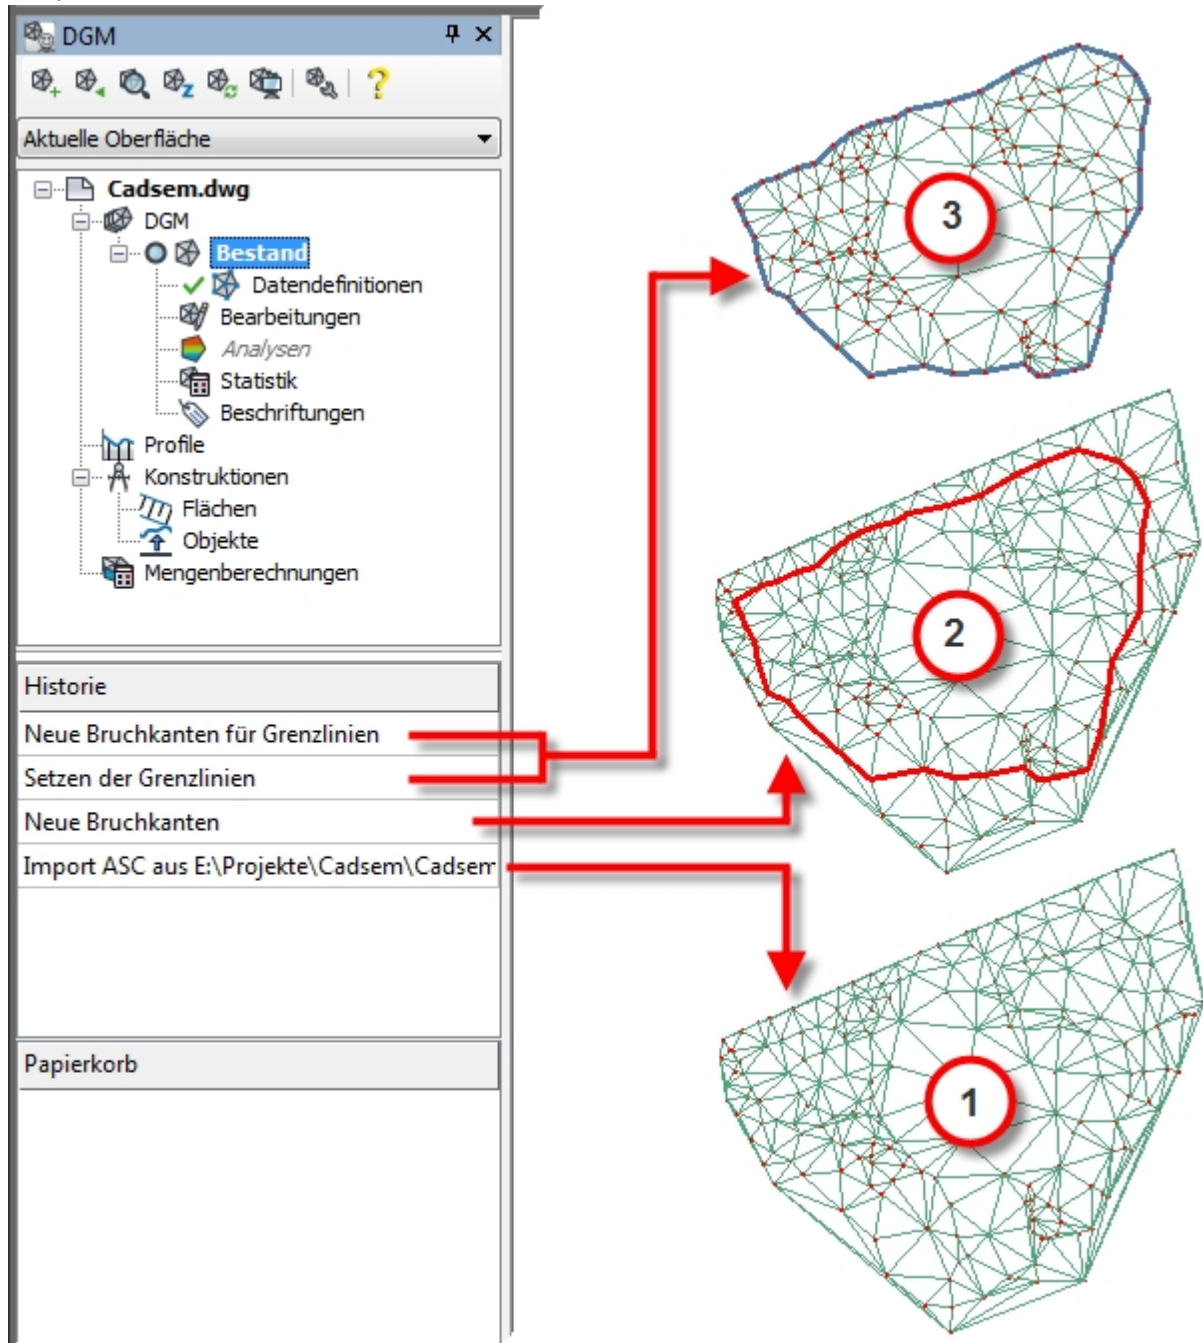 DGM
Aktuelle Oberfläche
Cadsem.dwg
DGM
Bestand
Datendefinitionen
Bearbeitungen
Analysen
Statistik
Beschriftungen
Profile
Konstruktionen
Flächen
Objekte
Mengenberechnungen
Historie
Neue Bruchkanten für Grenzlinien
Setzen der Grenzlinien
Neue Bruchkanten
Import ASC aus E:\Projekte\Cadsem\Cadsem
Papierkorb
3
2
1